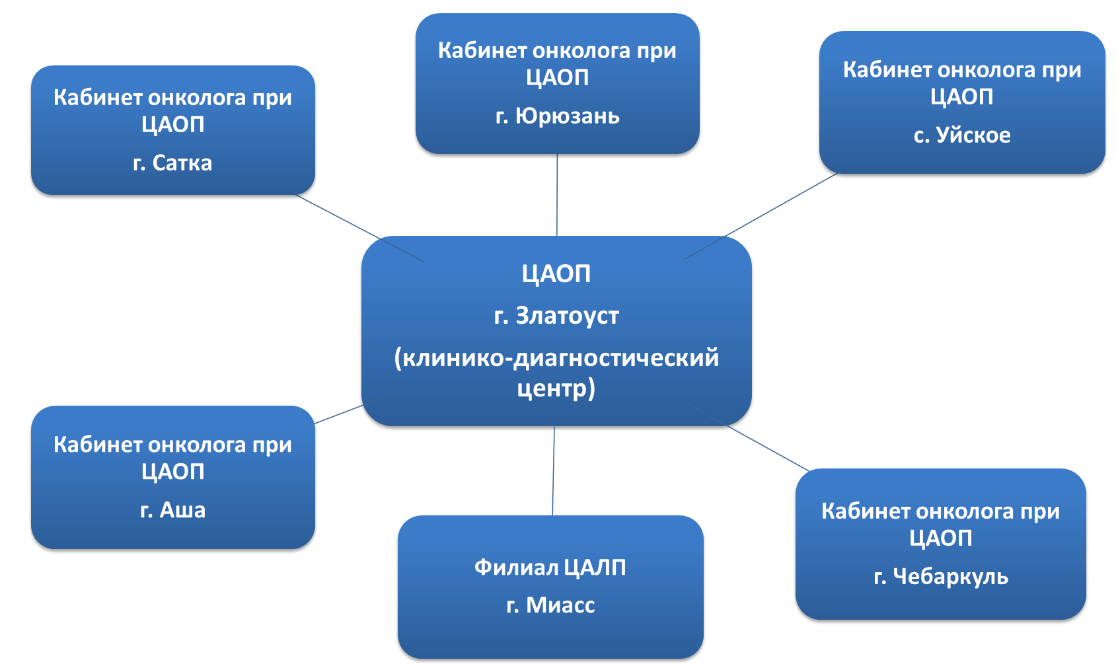 Кабинет онколога при
ЦАОП
г. Сатка
Кабинет онколога при
ЦАОП
г. Юрюзань
Кабинет онколога при
ЦАОП
с. Уйское
ЦАОП
г. Златоуст
(клинико-диагностический
центр)
Кабинет онколога при
ЦАОП
г. Аша
Филиал ЦАЛП
г. Миасс
Кабинет онколога при
ЦАОП
г. Чебаркуль